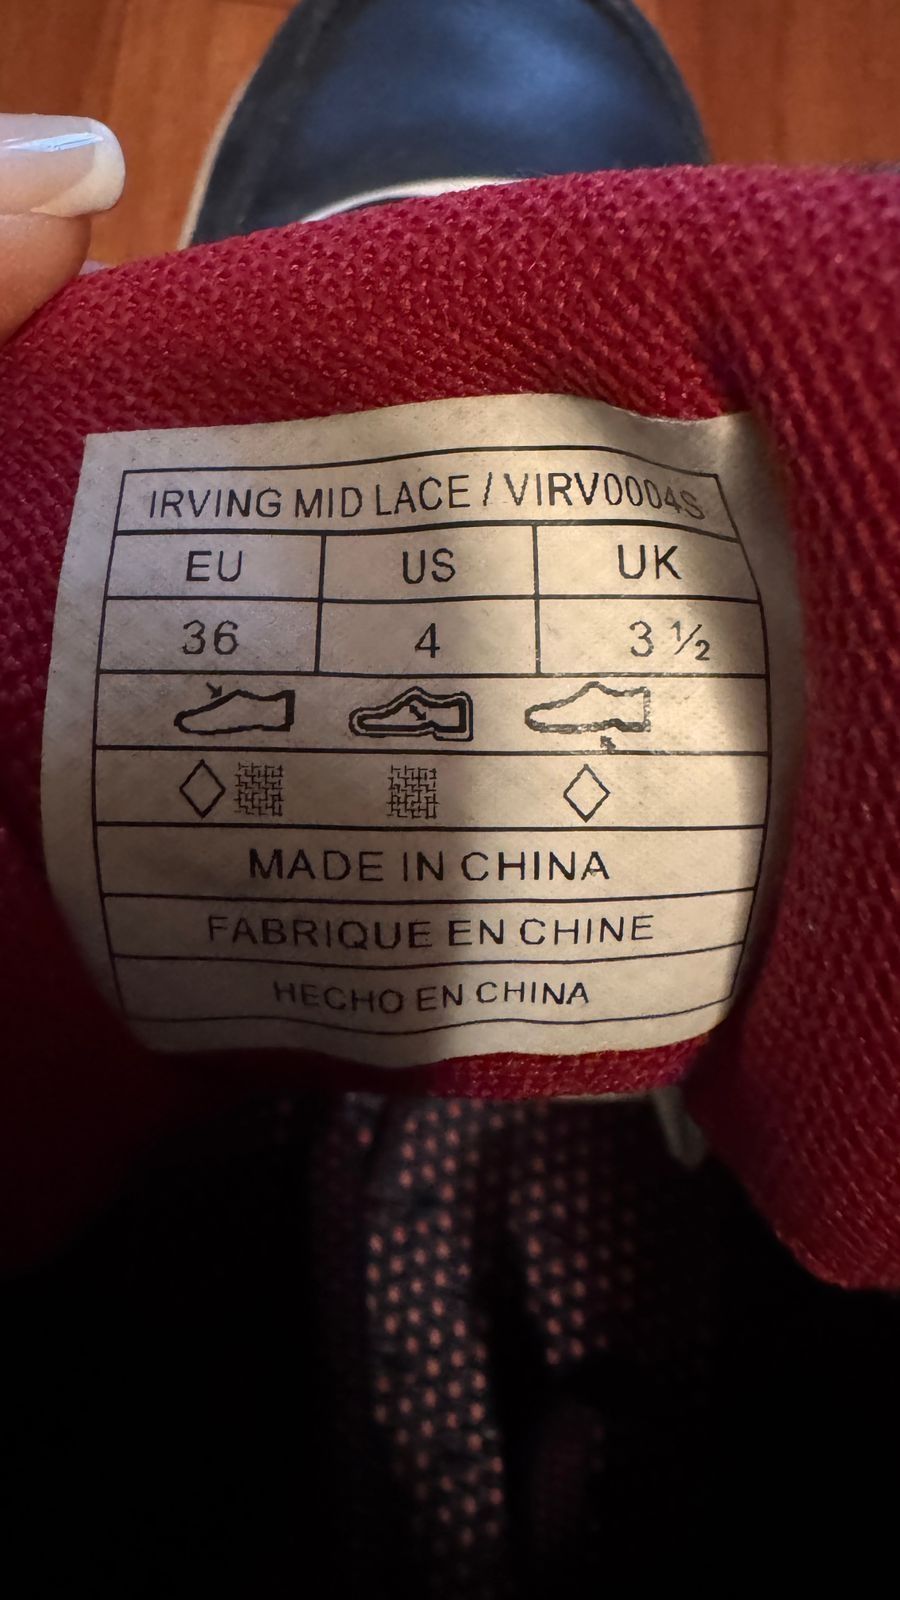 IRVING MID LACE / VIRV0004S
EU US UK
36 4 3 ½
MADE IN CHINA
FABRIQUE EN CHINE
HECHO EN CHINA